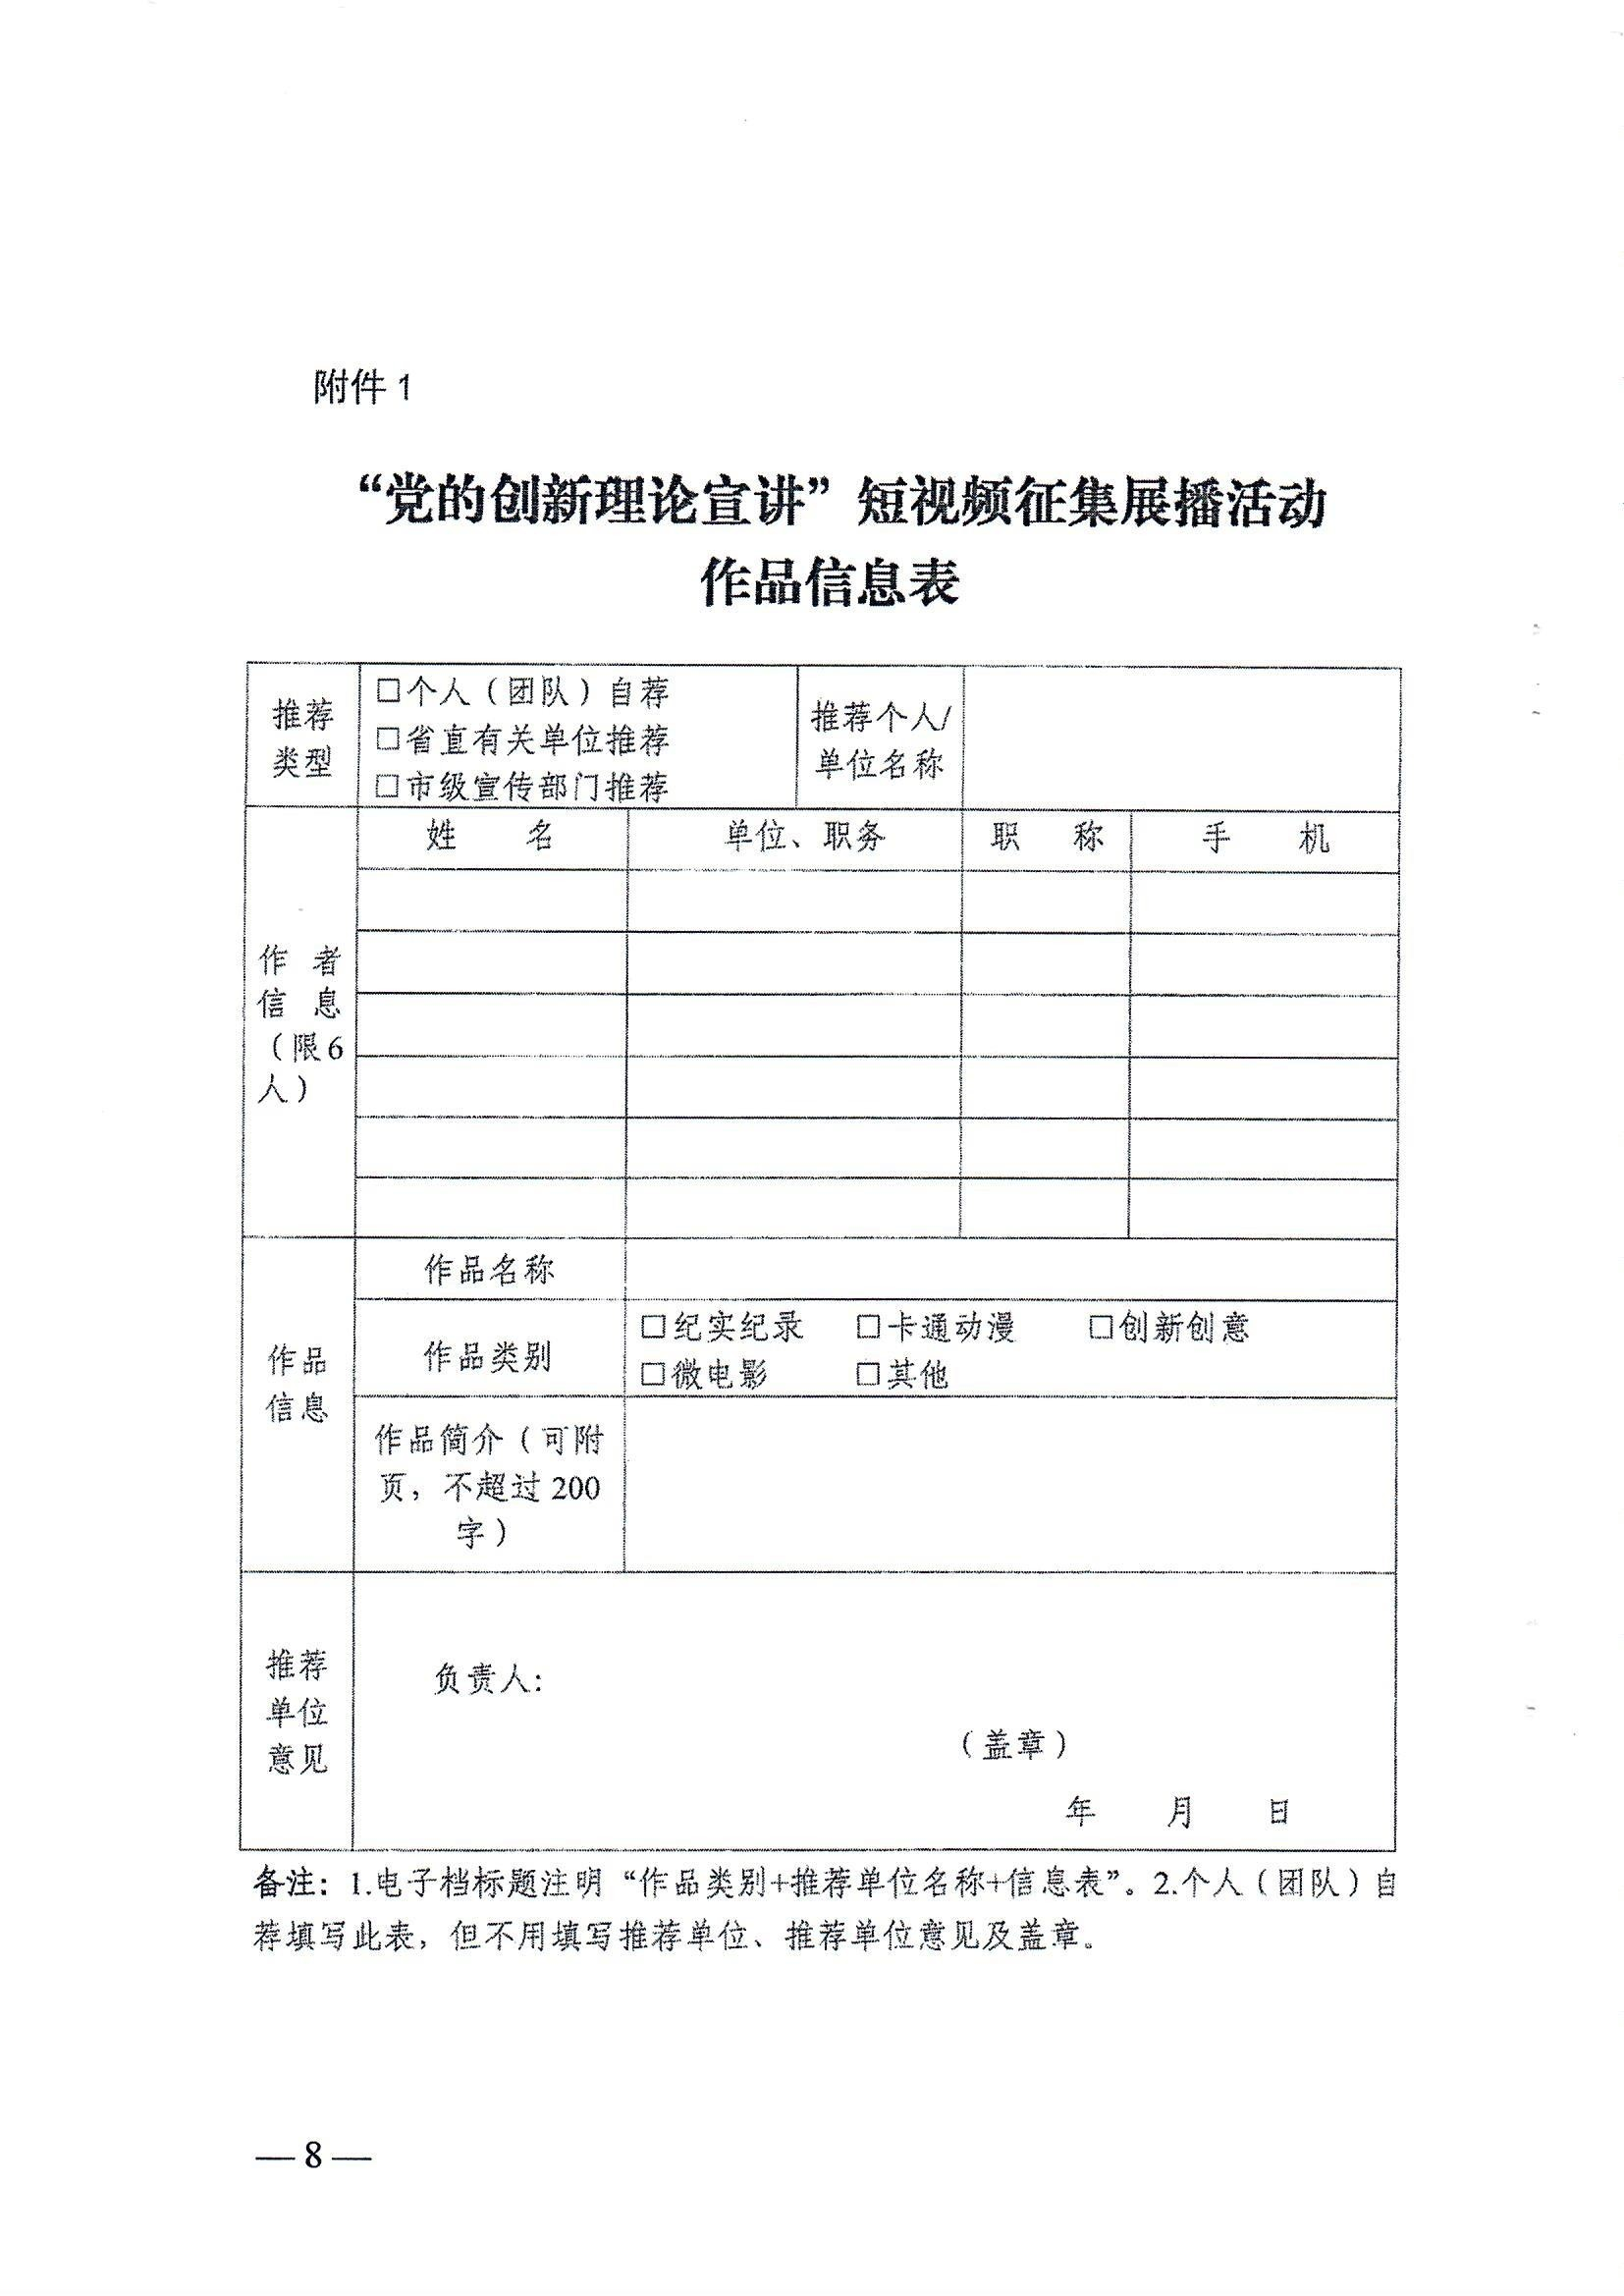 附件 1
“党的创新理论宣讲”短视频征集展播活动
作品信息表
推荐
类型
□个人（团队）自荐
□省直有关单位推荐
□市级宣传部门推荐
推荐个人/
单位名称
作 者
信 息
（限6
人）
姓 名
单位、职务
职 称
手 机
作品
信息
作品名称
作品类别
□纪实纪录 □卡通动漫 □创新创意
□微电影 □其他
作品简介（可附
页，不超过 200
字）
推荐
单位
意见
负责人：
（盖章）
年 月 日
备注：1.电子档标题注明“作品类别+推荐单位名称+信息表”。2.个人（团队）自
荐填写此表，但不用填写推荐单位、推荐单位意见及盖章。
— 8 —